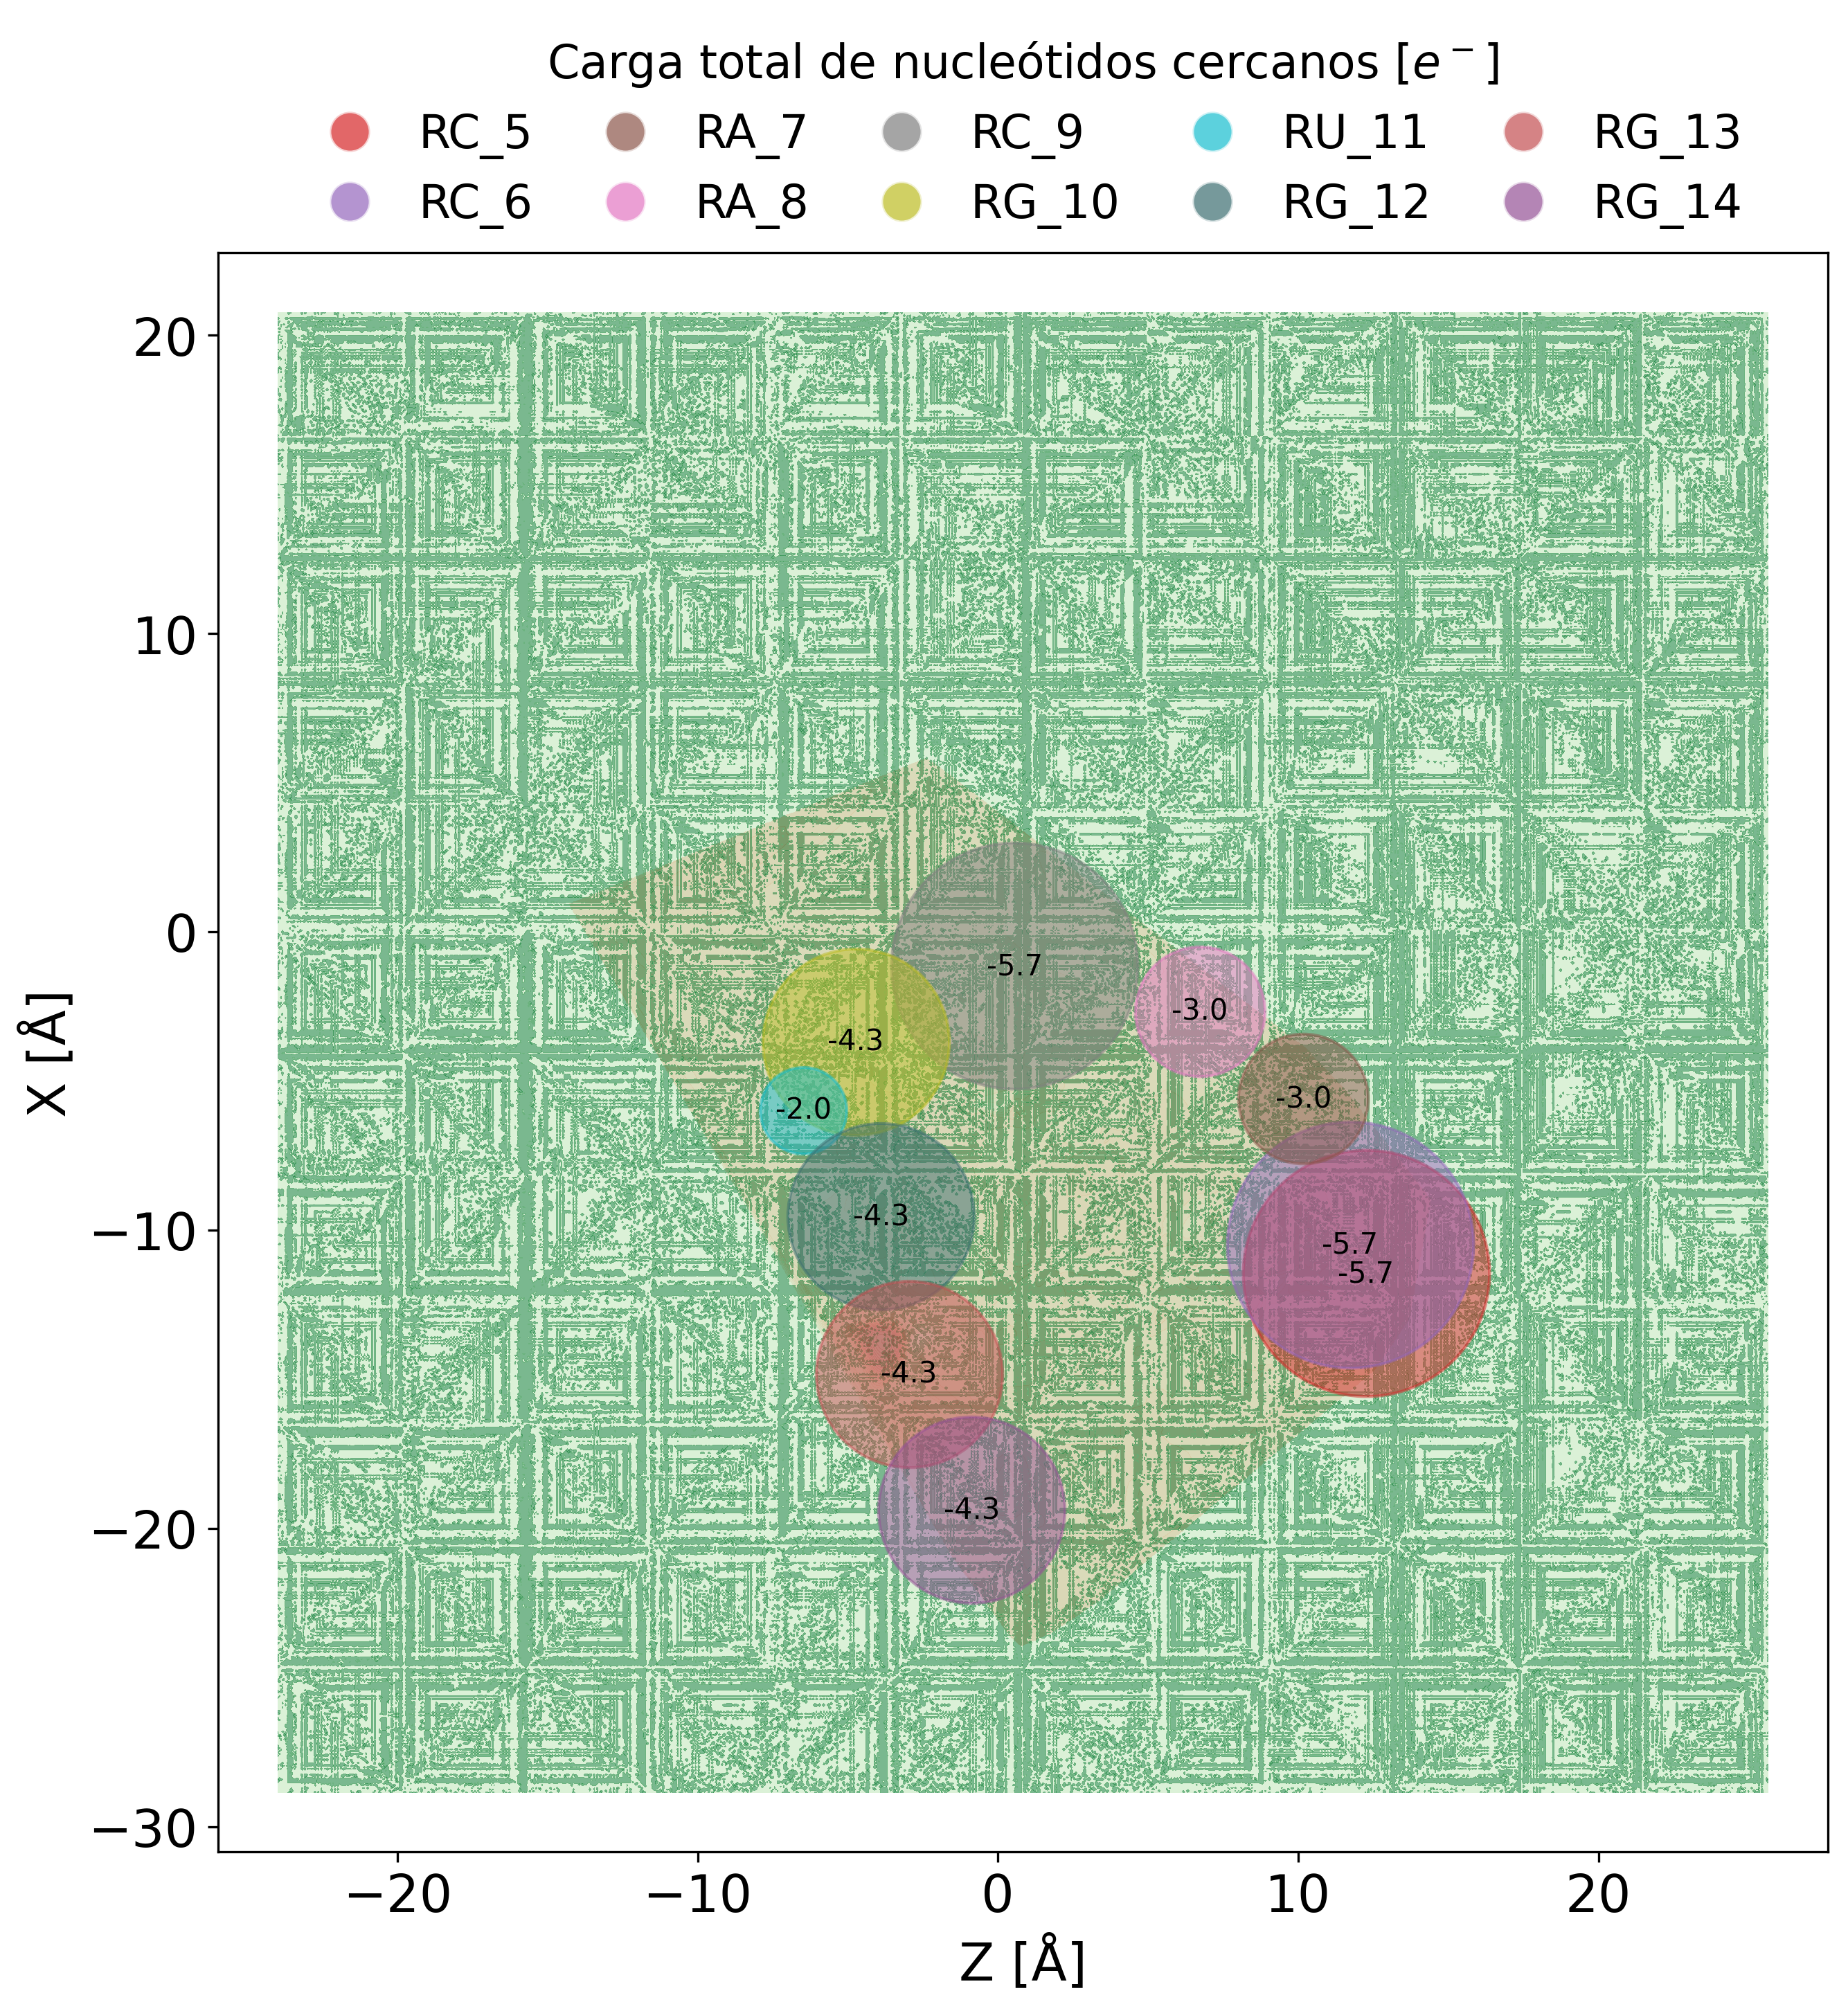 Carga total de nucleótidos cercanos [e⁻]
RC_5 RA_7 RC_9 RU_11 RG_13
RC_6 RA_8 RG_10 RG_12 RG_14
20
10
0
−10
−20
−30
X [Å]
-5.7
-3.0
-4.3
-3.0
-2.0
-4.3
-5.7
-5.7
-4.3
-4.3
−20 −10 0 10 20
Z [Å]